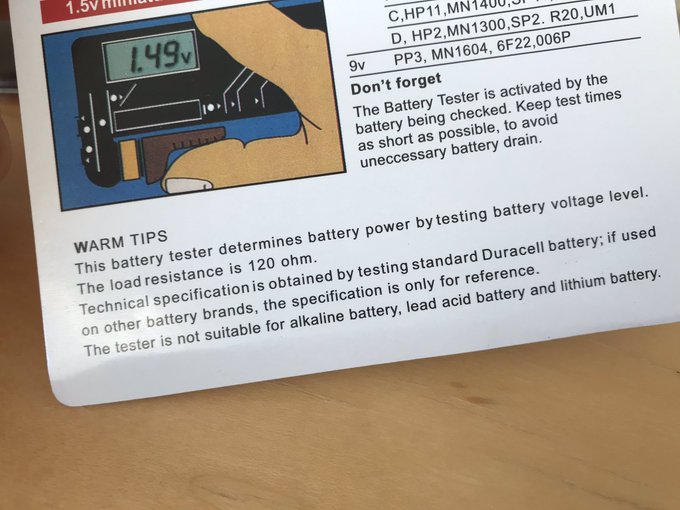 1.5v
1.49v
C,HP11,MN1400,
D, HP2,MN1300,SP2. R20,UM1
9v PP3, MN1604, 6F22,006P
Don't forget
The Battery Tester is activated by the
battery being checked. Keep test times
as short as possible, to avoid
uneccessary battery drain.
WARM TIPS
This battery tester determines battery power by testing battery voltage level.
The load resistance is 120 ohm.
Technical specification is obtained by testing standard Duracell battery; if used
on other battery brands, the specification is only for reference.
The tester is not suitable for alkaline battery, lead acid battery and lithium battery.